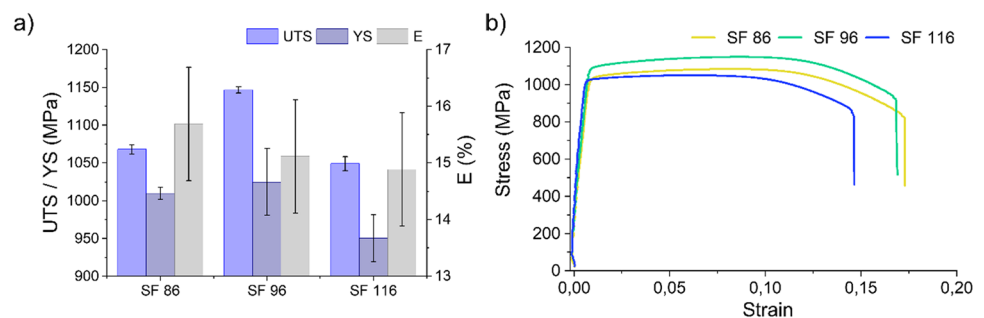 a)
UTS YS E
UTS / YS (MPa)
1200
1150
1100
1050
1000
950
900
17
16
15
14
13
E (%)
SF 86 SF 96 SF 116
b)
SF 86 SF 96 SF 116
Stress (MPa)
1200
1000
800
600
400
200
0
0,00 0,05 0,10 0,15 0,20
Strain